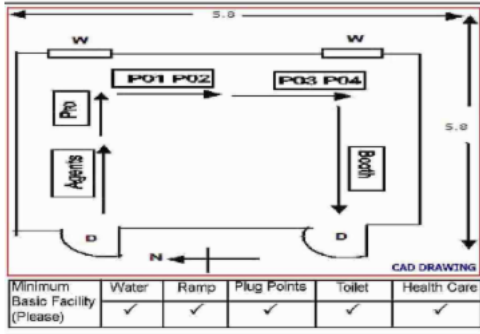 5.0
W W
P01 P02 P03 P04
Pro
5.0
Agents
Booth
D D
N
CAD DRAWING
Minimum Basic Facility (Please) Water Ramp Plug Points Toilet Health Care
✓ ✓ ✓ ✓ ✓